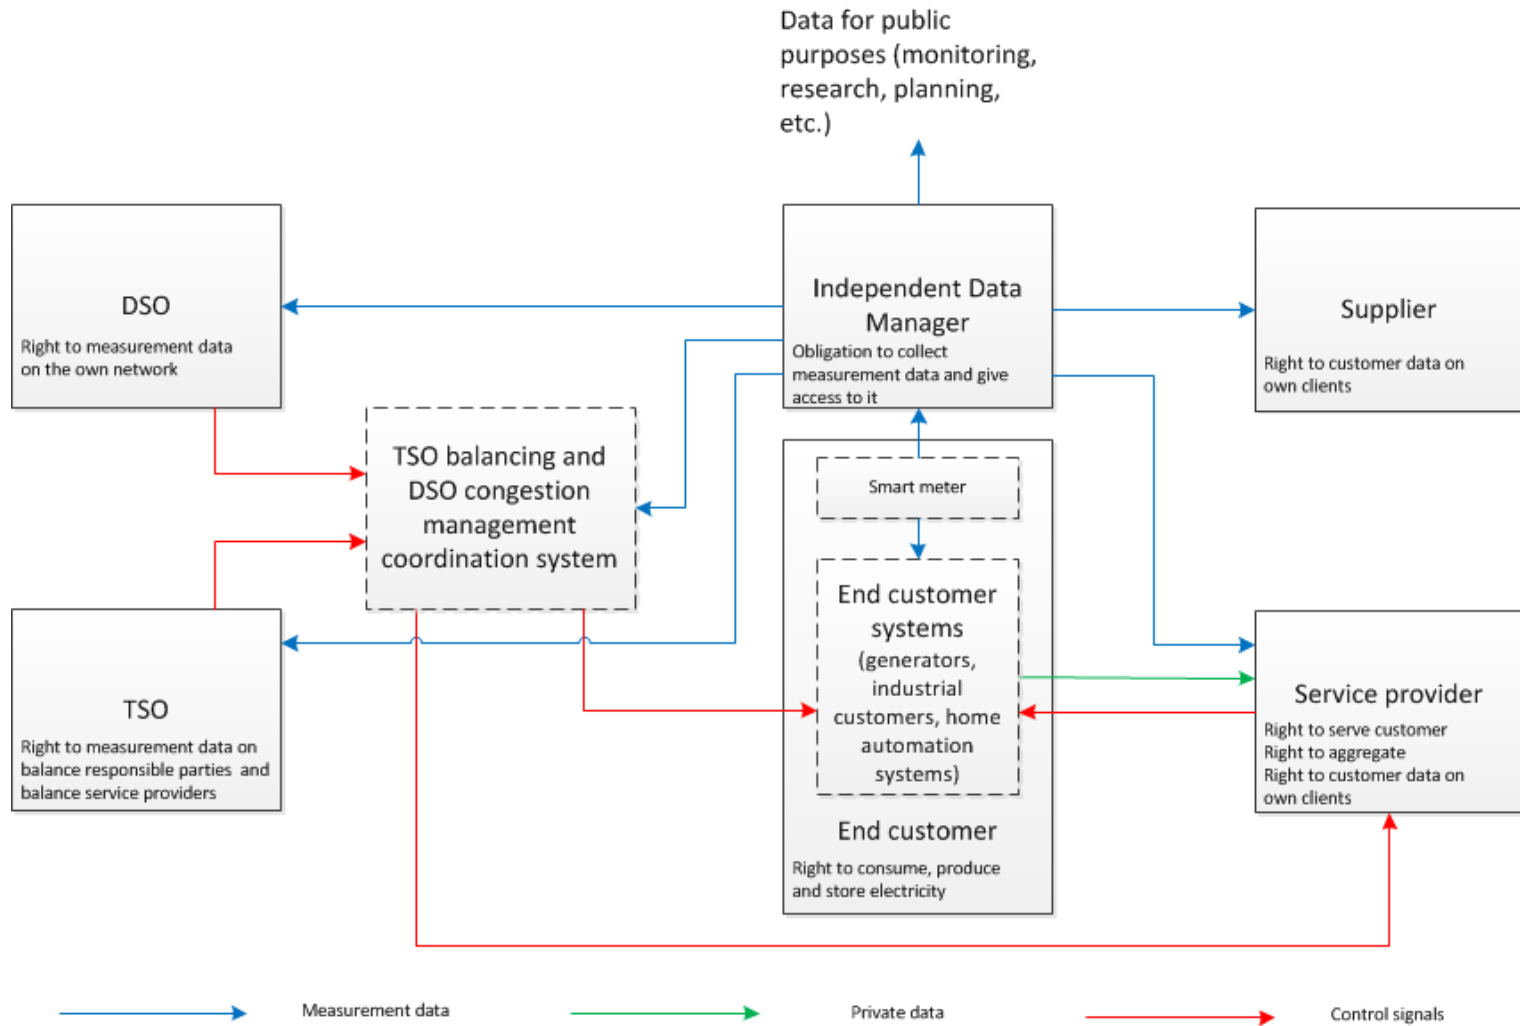 Data for public
purposes (monitoring,
research, planning,
etc.)
DSO
Right to measurement data
on the own network
Independent Data
Manager
Obligation to collect
measurement data and give
access to it
Supplier
Right to customer data on
own clients
TSO balancing and
DSO congestion
management
coordination system
Smart meter
End customer
systems
(generators,
industrial
customers, home
automation
systems)
End customer
Right to consume, produce
and store electricity
TSO
Right to measurement data on
balance responsible parties and
balance service providers
Service provider
Right to serve customer
Right to aggregate
Right to customer data on
own clients
Measurement data
Private data
Control signals